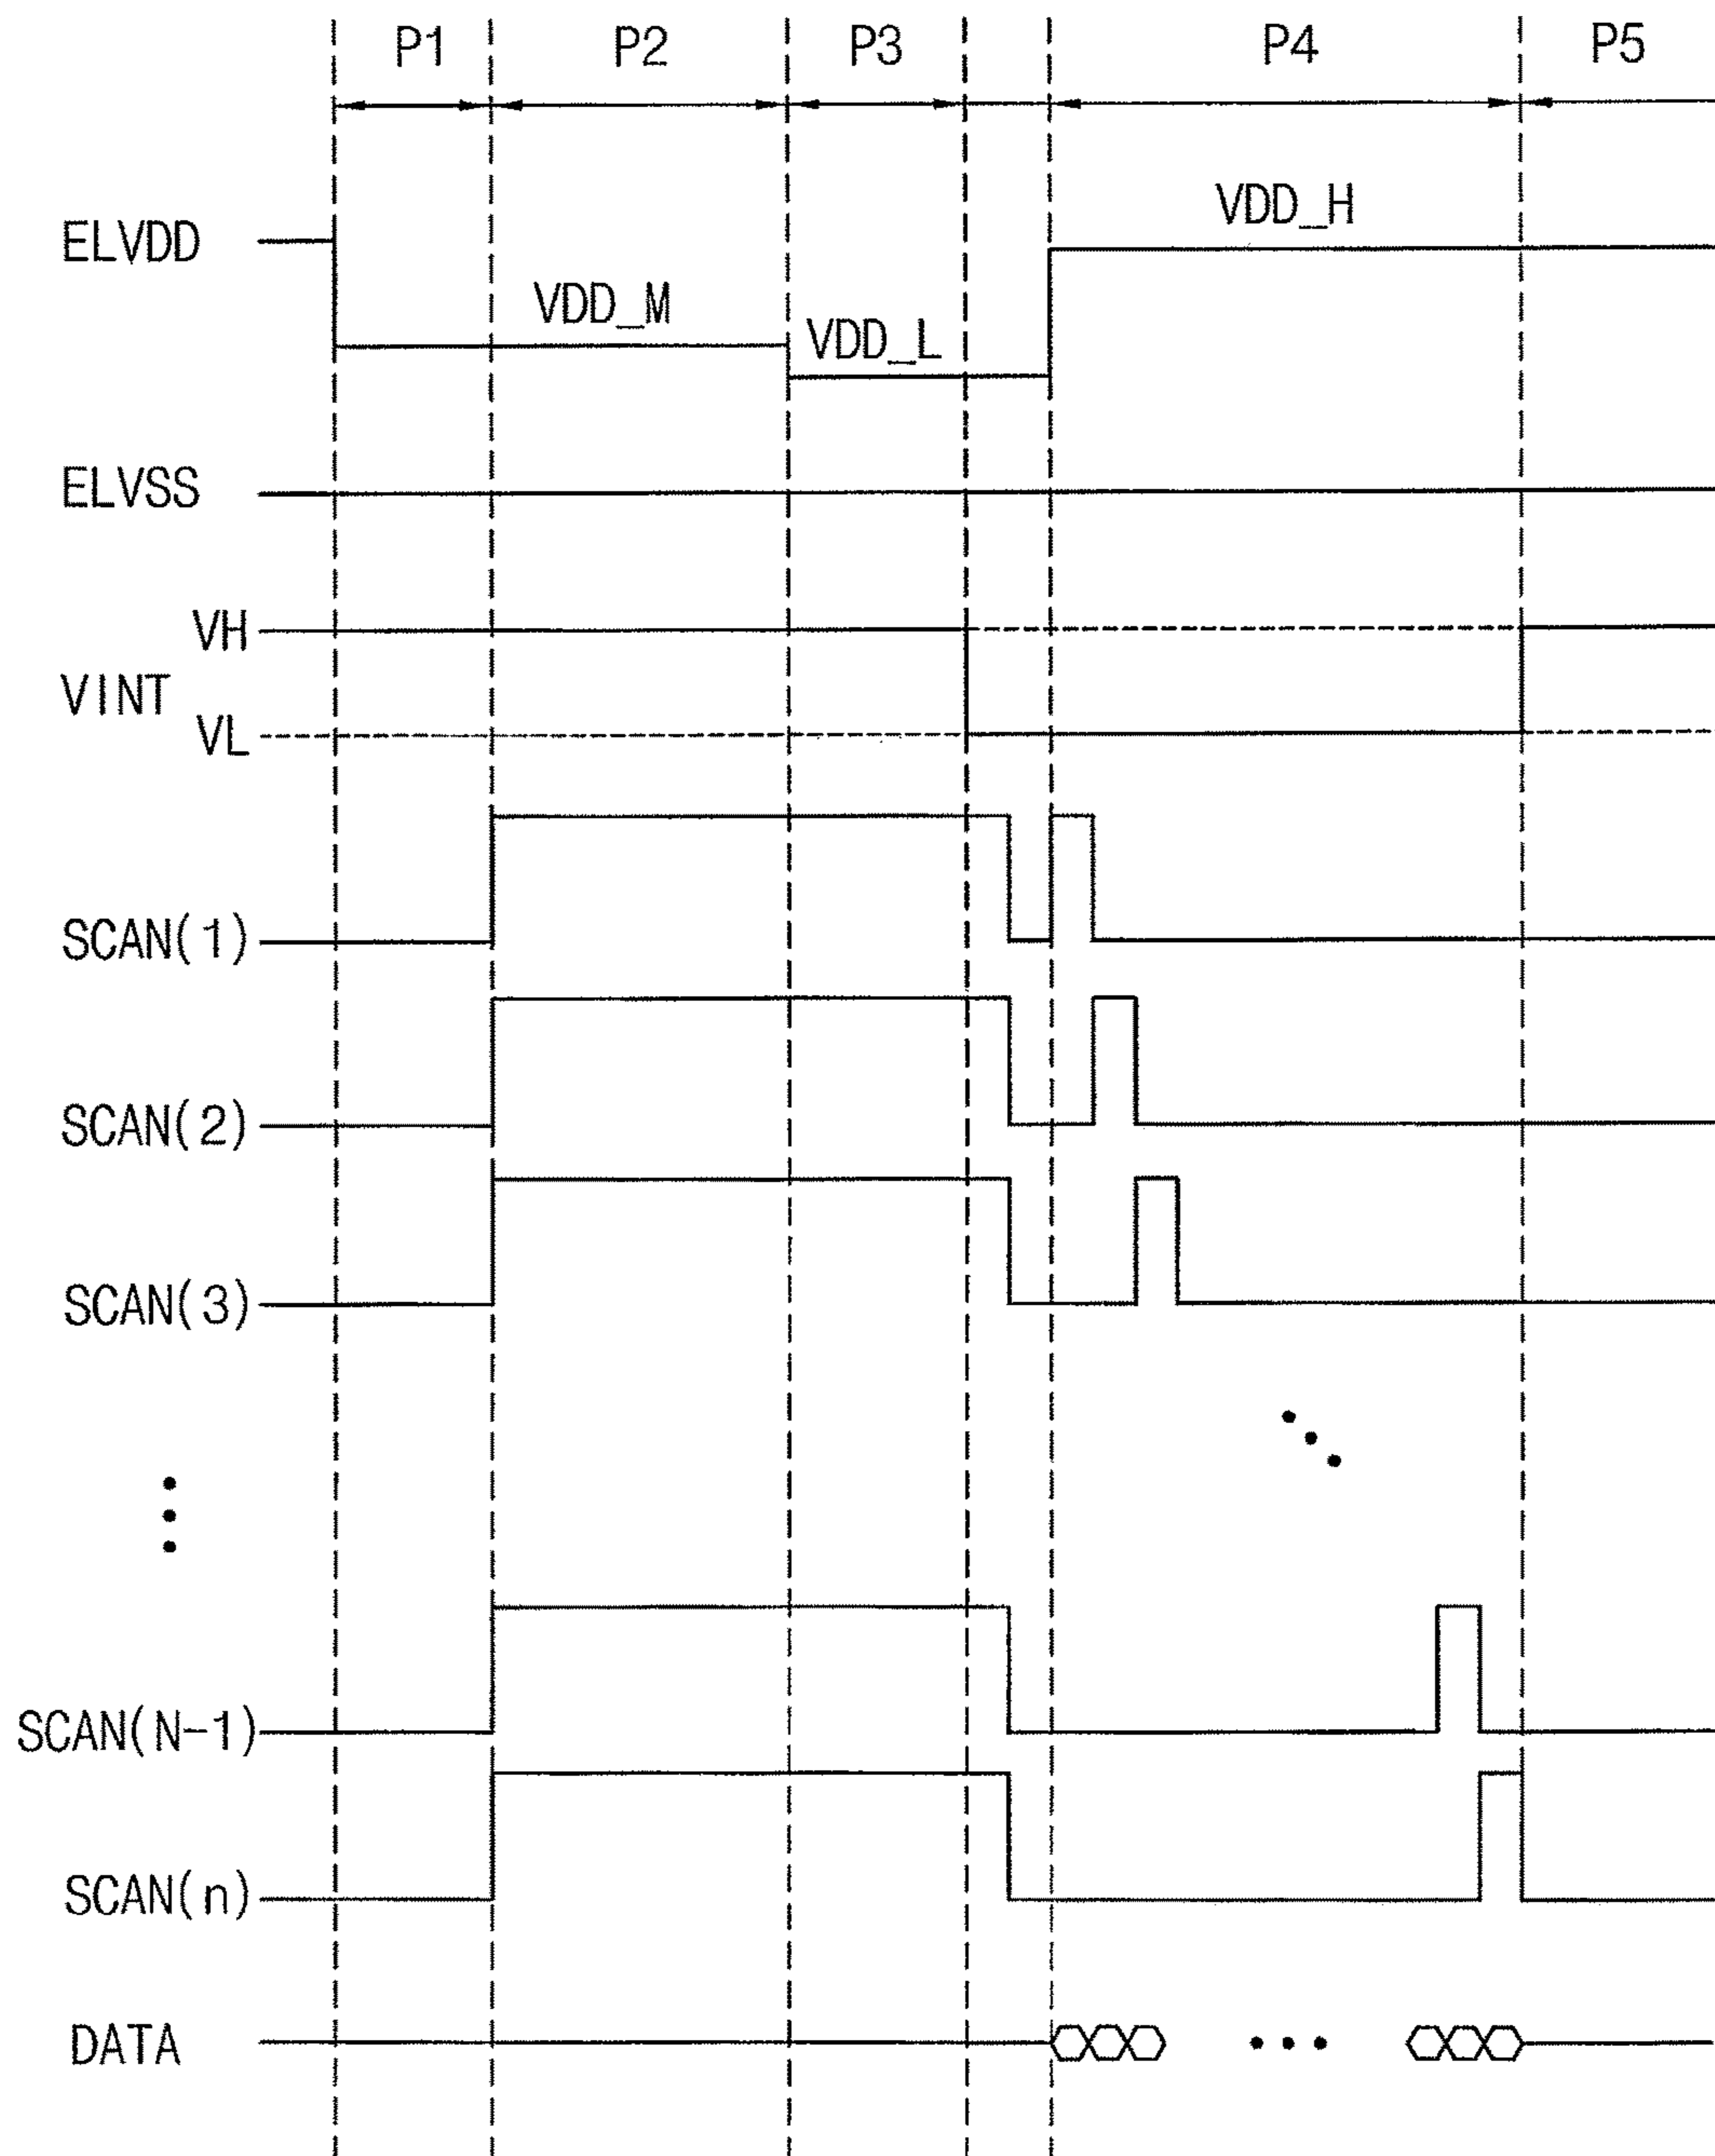 P1 P2 P3 P4 P5
VDD_H
ELVDD
VDD_M
VDD_L
ELVSS
VH
VINT
VL
SCAN(1)
SCAN(2)
SCAN(3)
SCAN(N-1)
SCAN(n)
DATA